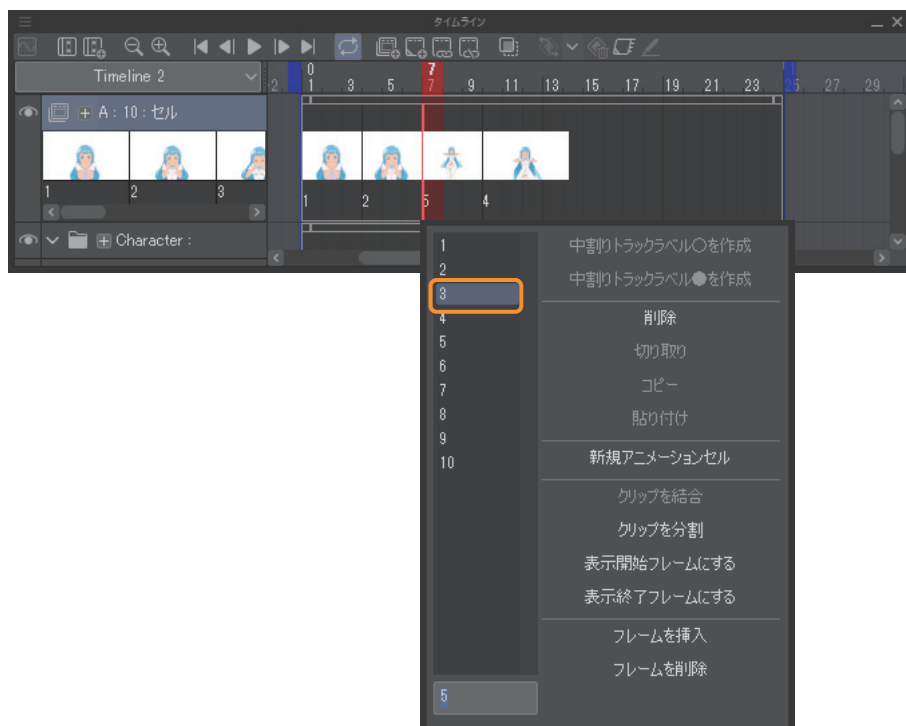 タイムライン
Timeline 2
-2 0 7 1
1 3 5 7 9 11 13 15 17 19 21 23 25 27 29
A : 10 : セル
1 2 3
1 2 5 4
Character :
1
2
3
4
5
6
7
8
9
10
5
中割りトラックラベル○を作成
中割りトラックラベル●を作成
削除
切り取り
コピー
貼り付け
新規アニメーションセル
クリップを結合
クリップを分割
表示開始フレームにする
表示終了フレームにする
フレームを挿入
フレームを削除